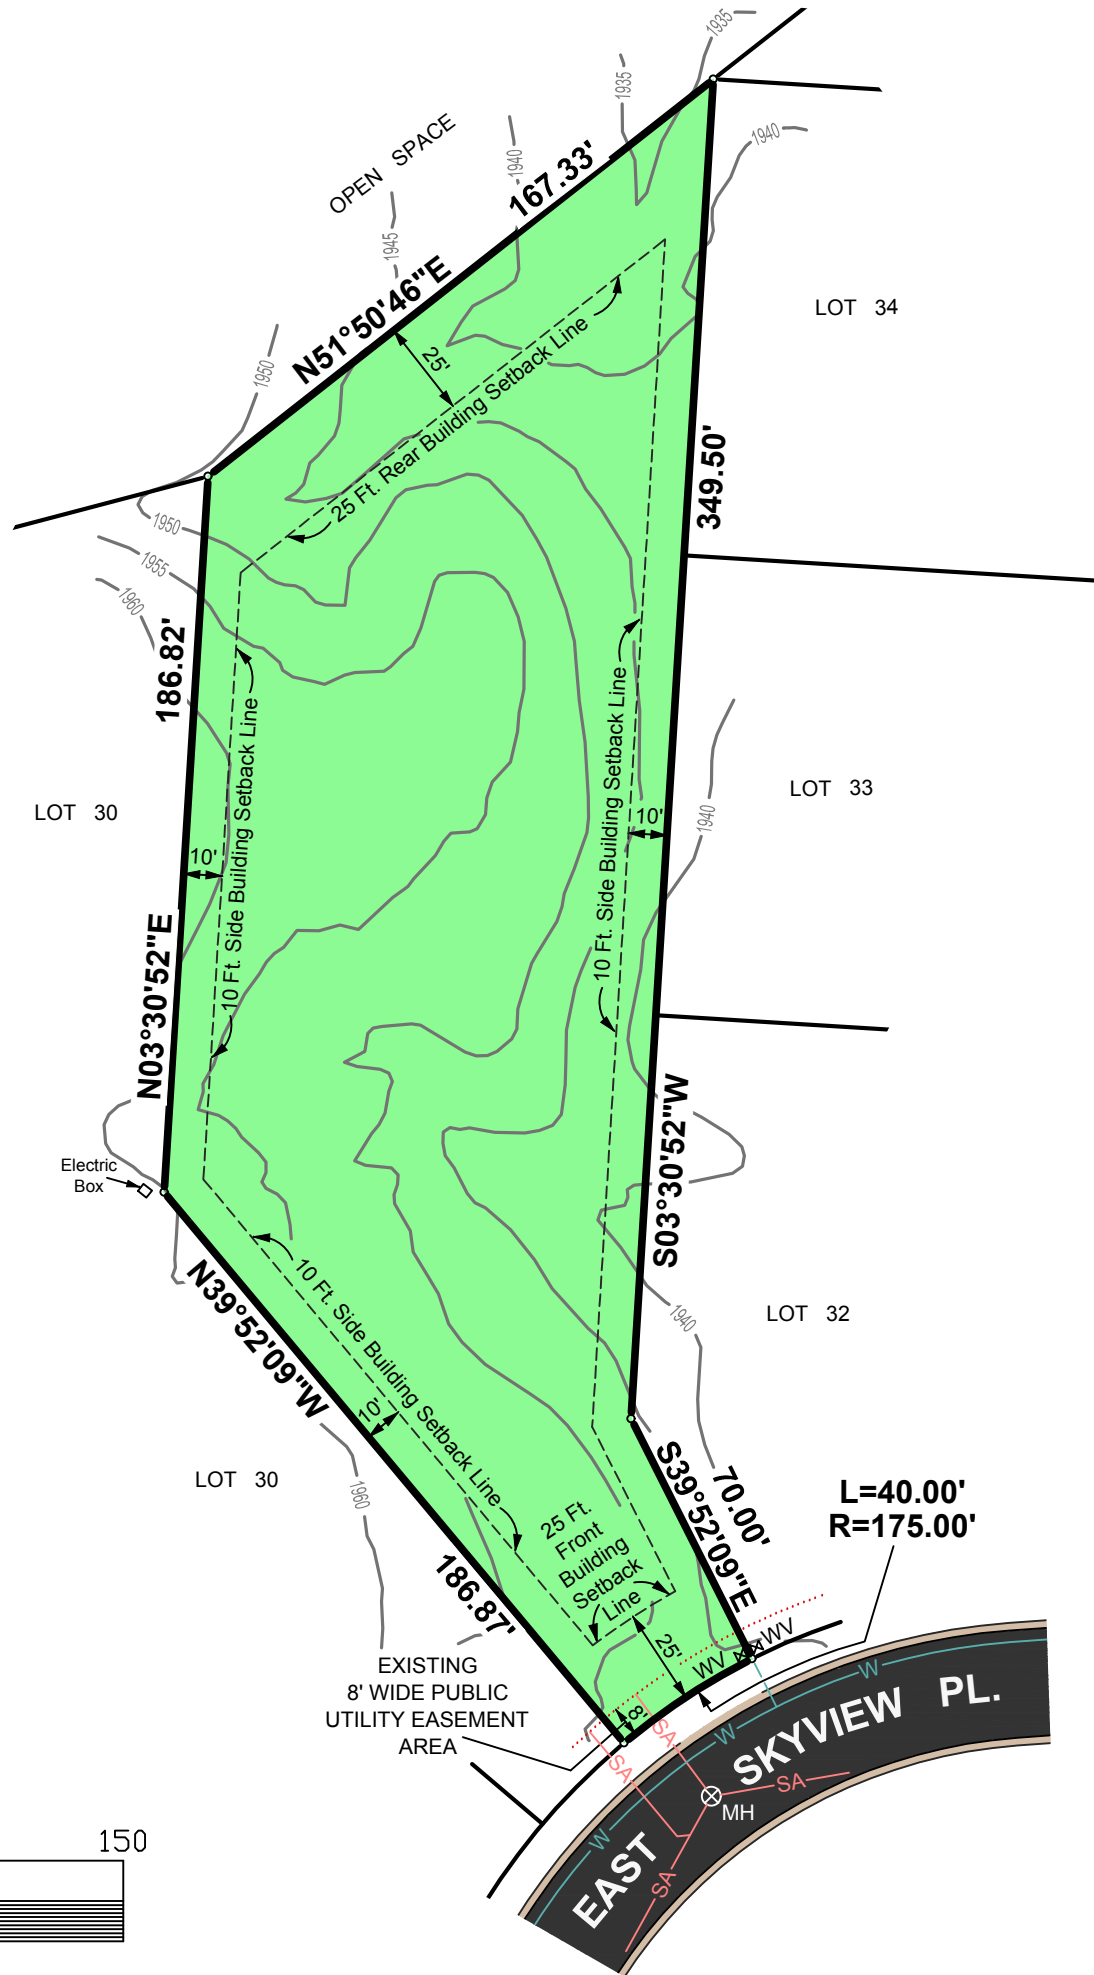 1935
1935
1940
1940
OPEN SPACE
167.33'
1945
N51°50'46"E
LOT 34
25'
25 Ft. Rear Building Setback Line
1950
349.50'
1950
1955
1960
186.82'
10 Ft. Side Building Setback Line
10 Ft. Side Building Setback Line
LOT 30
LOT 33
10'
10'
1940
N03°30'52"E
S03°30'52"W
Electric
Box
N39°52'09"W
10 Ft. Side Building Setback Line
10'
1940
LOT 32
LOT 30
1960
S39°52'09"E
70.00'
L=40.00'
R=175.00'
25 Ft.
Front
Building
Setback
Line
186.87'
25'
WV
WV
EXISTING
8' WIDE PUBLIC
UTILITY EASEMENT
AREA
8'
SA
SA
W
W
W
EAST SKYVIEW PL.
SA
SA
MH
150